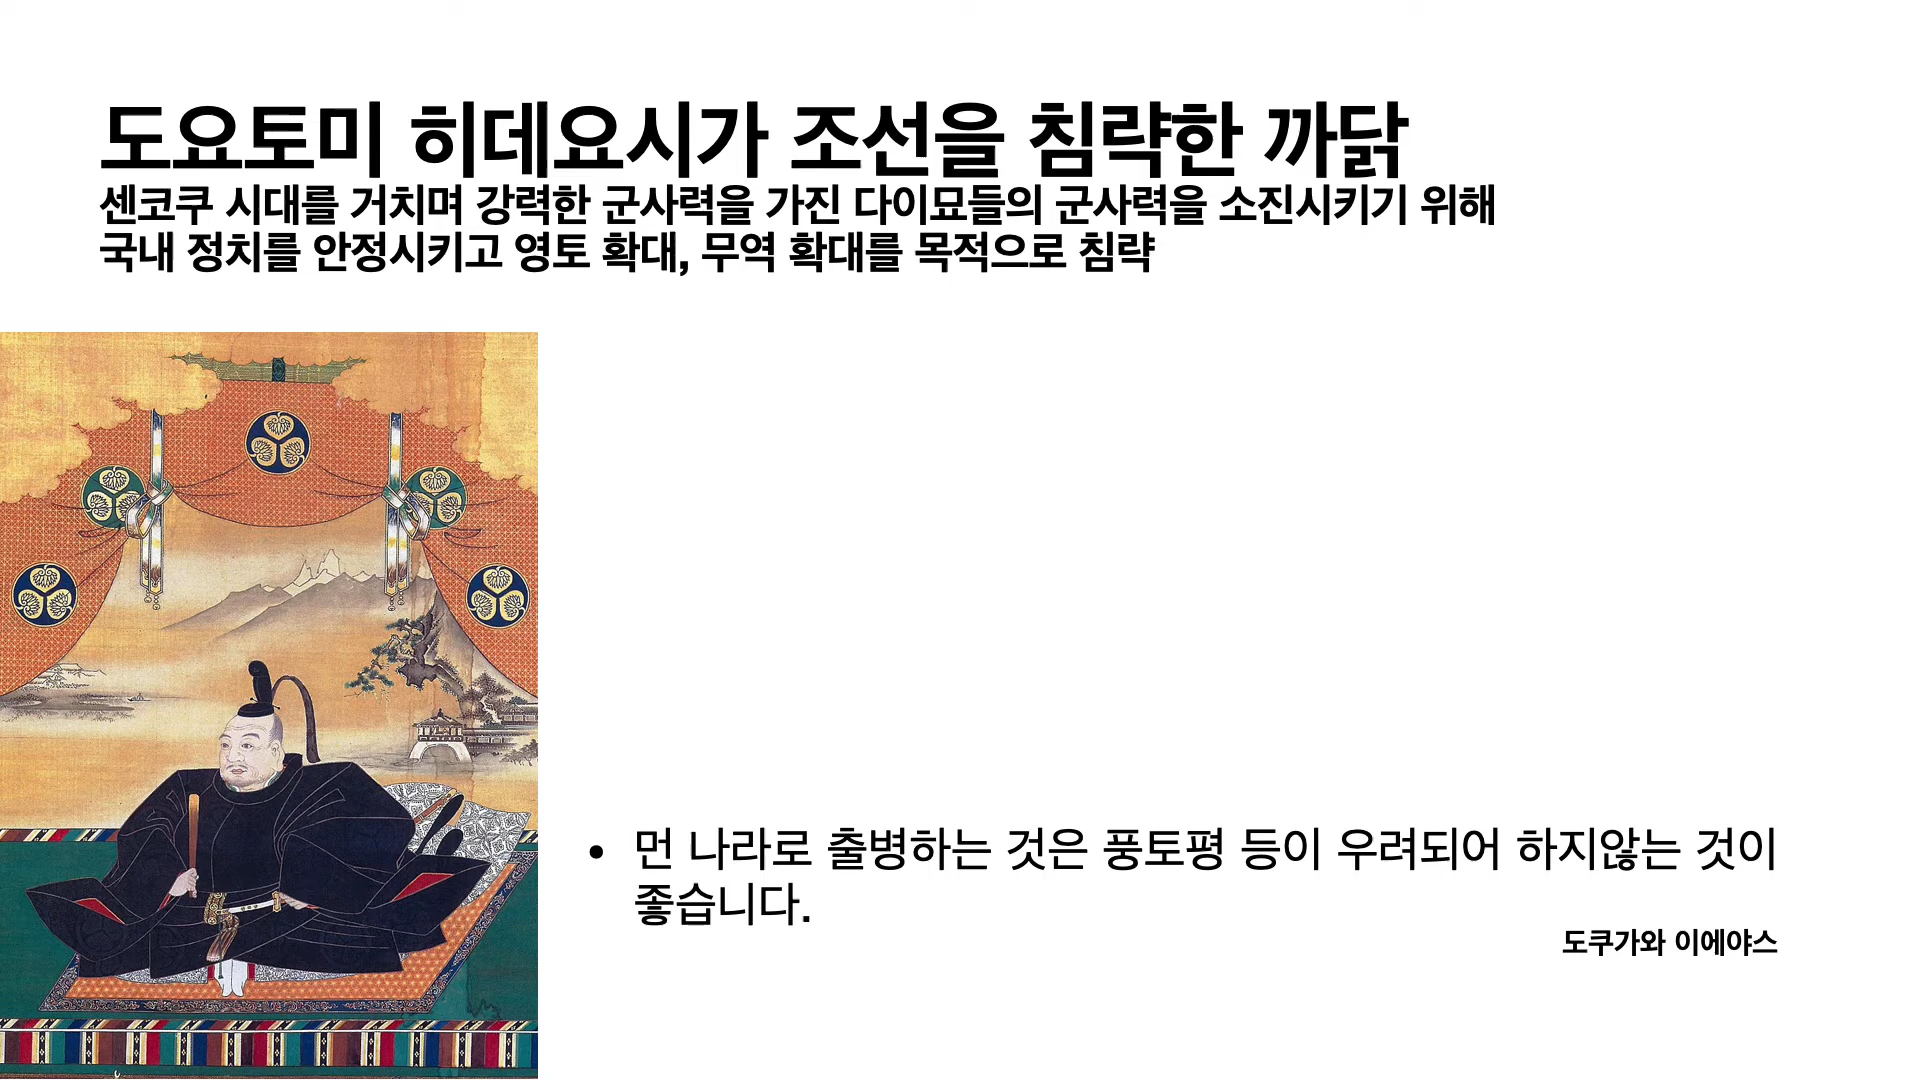 도요토미 히데요시가 조선을 침략한 까닭
센코쿠 시대를 거치며 강력한 군사력을 가진 다이묘들의 군사력을 소진시키기 위해
국내 정치를 안정시키고 영토 확대, 무역 확대를 목적으로 침략
• 먼 나라로 출병하는 것은 풍토평 등이 우려되어 하지않는 것이
좋습니다.
도쿠가와 이에야스